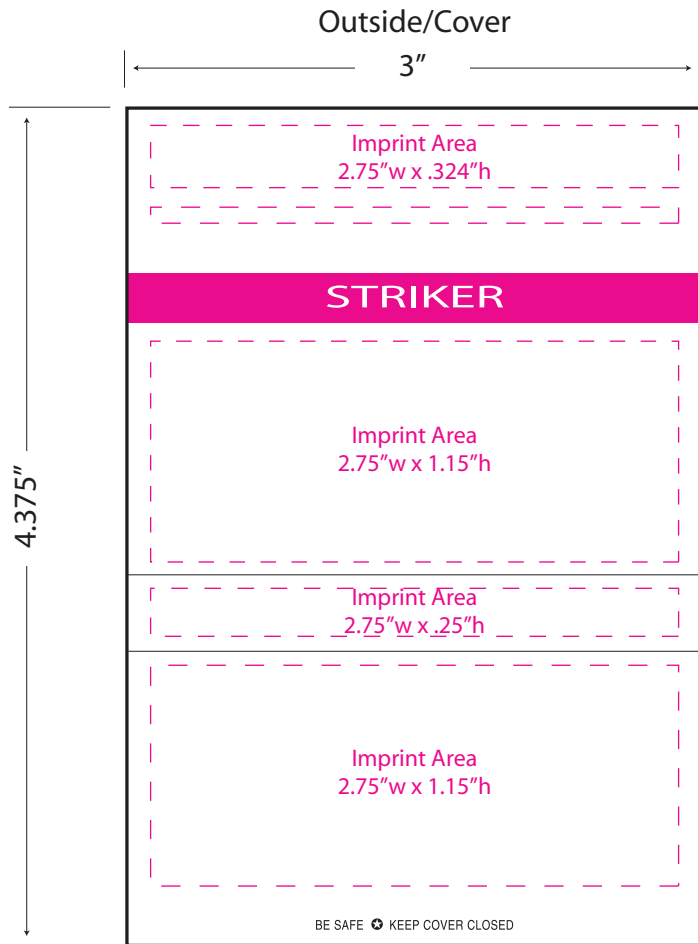 Outside/Cover
3”
Imprint Area
2.75”w x .324”h
STRIKER
Imprint Area
2.75”w x 1.15”h
4.375”
Imprint Area
2.75”w x .25”h
Imprint Area
2.75”w x 1.15”h
BE SAFE ✪ KEEP COVER CLOSED